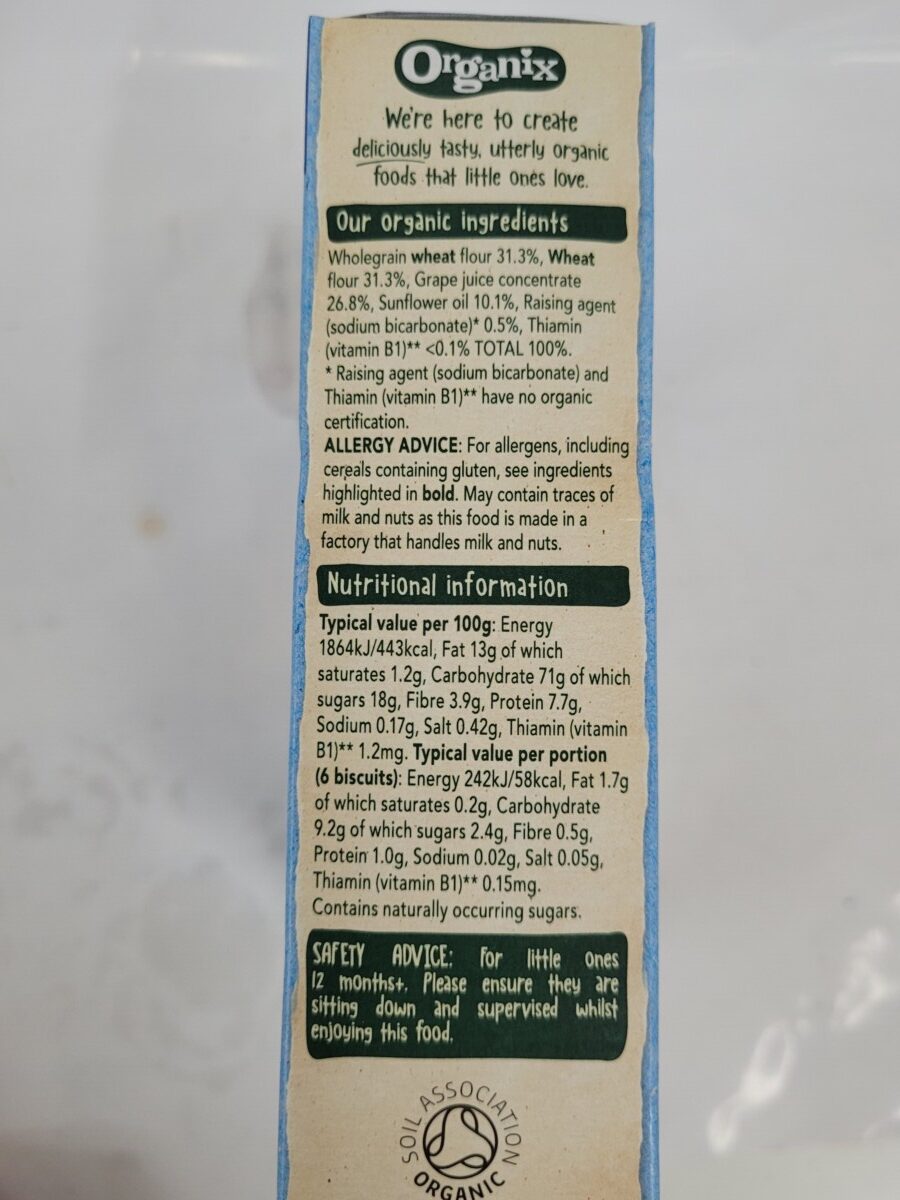 Organix
We're here to create
deliciously tasty, utterly organic
foods that little ones love.
Our organic ingredients
Wholegrain wheat flour 31.3%, Wheat
flour 31.3%, Grape juice concentrate
26.8%, Sunflower oil 10.1%, Raising agent
(sodium bicarbonate)* 0.5%, Thiamin
(vitamin B1)** <0.1% TOTAL 100%.
* Raising agent (sodium bicarbonate) and
Thiamin (vitamin B1)** have no organic
certification.
ALLERGY ADVICE: For allergens, including
cereals containing gluten, see ingredients
highlighted in bold. May contain traces of
milk and nuts as this food is made in a
factory that handles milk and nuts.
Nutritional information
Typical value per 100g: Energy
1864kJ/443kcal, Fat 13g of which
saturates 1.2g, Carbohydrate 71g of which
sugars 18g, Fibre 3.9g, Protein 7.7g,
Sodium 0.17g, Salt 0.42g, Thiamin (vitamin
B1)** 1.2mg. Typical value per portion
(6 biscuits): Energy 242kJ/58kcal, Fat 1.7g
of which saturates 0.2g, Carbohydrate
9.2g of which sugars 2.4g, Fibre 0.5g,
Protein 1.0g, Sodium 0.02g, Salt 0.05g,
Thiamin (vitamin B1)** 0.15mg.
Contains naturally occurring sugars.
SAFETY ADVICE: For little ones
12 months+. Please ensure they are
sitting down and supervised whilst
enjoying this food.
SOIL ASSOCIATION
ORGANIC